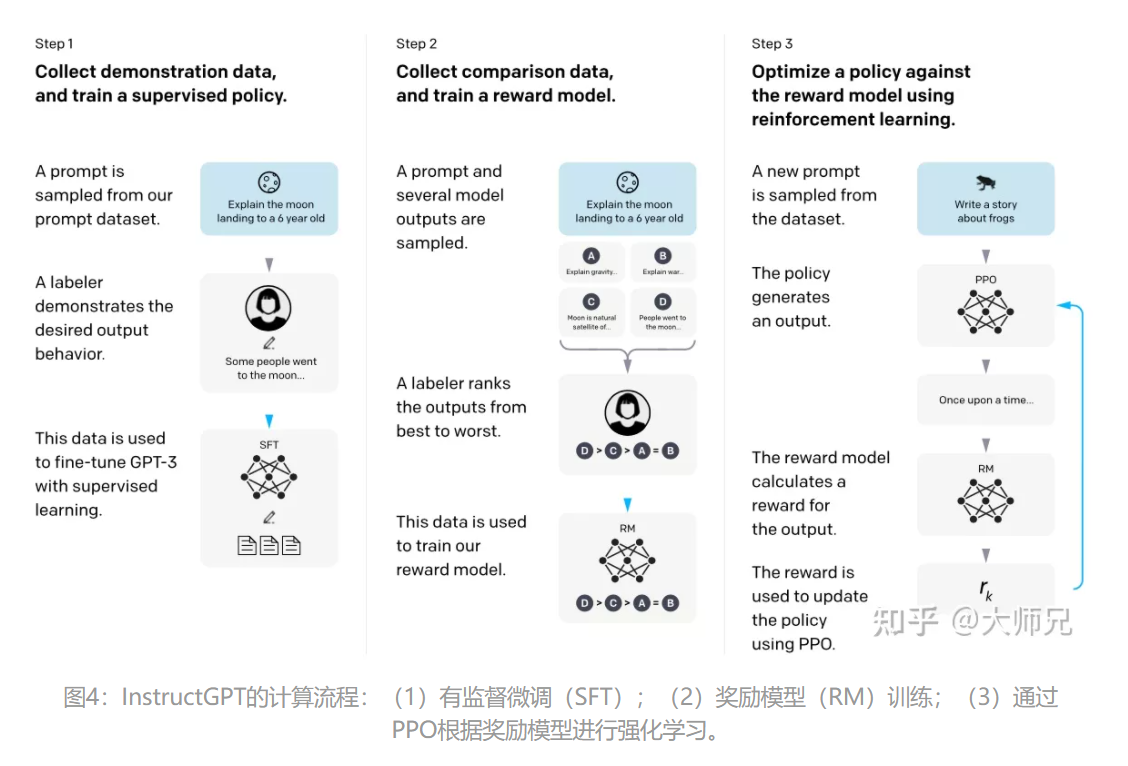 Step 1
Collect demonstration data,
and train a supervised policy.
A prompt is
sampled from our
prompt dataset.
Explain the moon
landing to a 6 year old
A labeler
demonstrates the
desired output
behavior.
Some people went
to the moon...
This data is used
to fine-tune GPT-3
with supervised
learning.
SFT
Step 2
Collect comparison data,
and train a reward model.
A prompt and
several model
outputs are
sampled.
Explain the moon
landing to a 6 year old
A
Explain gravity...
B
Explain war...
C
Moon is natural
satellite of...
D
People went to
the moon...
A labeler ranks
the outputs from
best to worst.
D > C > A = B
This data is used
to train our
reward model.
RM
D > C > A = B
Step 3
Optimize a policy against
the reward model using
reinforcement learning.
A new prompt
is sampled from
the dataset.
Write a story
about frogs
The policy
generates
an output.
PPO
Once upon a time...
The reward model
calculates a
reward for
the output.
RM
The reward is
used to update
the policy
using PPO.
rk
知乎 @大师兄
图4：InstructGPT的计算流程：（1）有监督微调（SFT）；（2）奖励模型（RM）训练；（3）通过
PPO根据奖励模型进行强化学习。